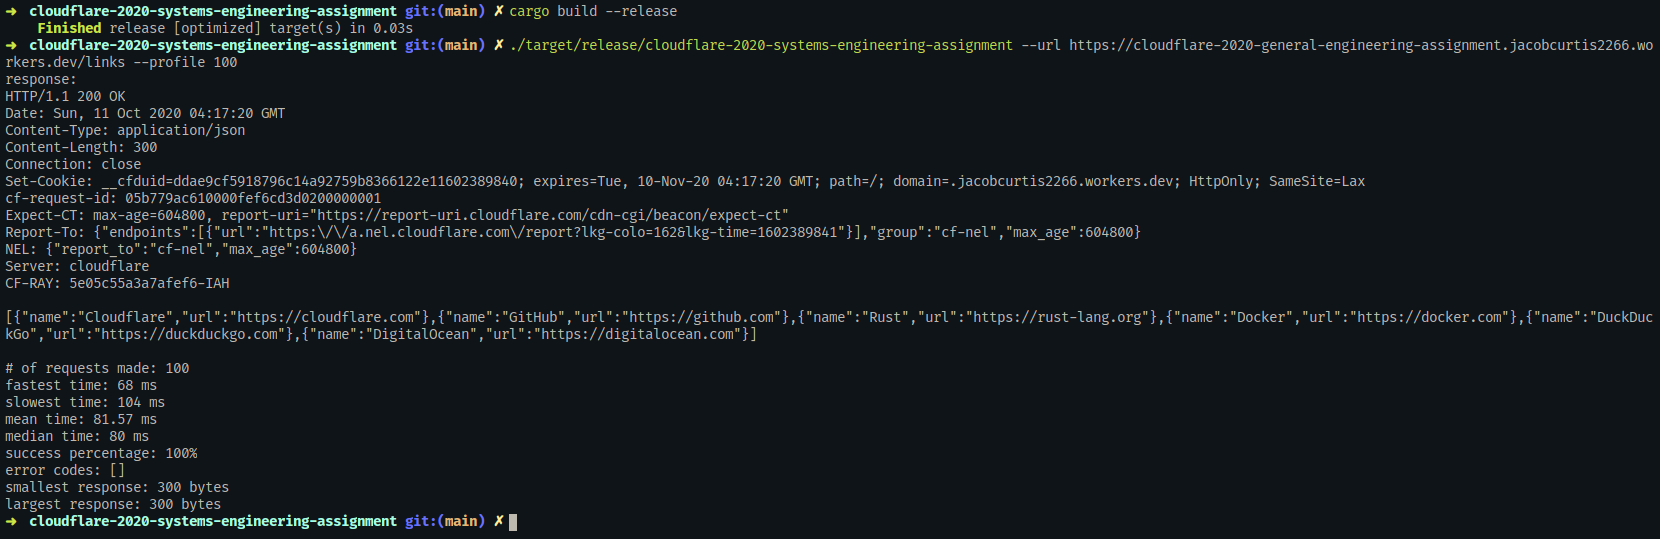 ➜  cloudflare-2020-systems-engineering-assignment git:(main) ✗ cargo build --release
    Finished release [optimized] target(s) in 0.03s
➜  cloudflare-2020-systems-engineering-assignment git:(main) ✗ ./target/release/cloudflare-2020-systems-engineering-assignment --url https://cloudflare-2020-general-engineering-assignment.jacobcurtis2266.wo
rkers.dev/links --profile 100
response:
HTTP/1.1 200 OK
Date: Sun, 11 Oct 2020 04:17:20 GMT
Content-Type: application/json
Content-Length: 300
Connection: close
Set-Cookie: __cfduid=ddae9cf5918796c14a92759b8366122e11602389840; expires=Tue, 10-Nov-20 04:17:20 GMT; path=/; domain=.jacobcurtis2266.workers.dev; HttpOnly; SameSite=Lax
cf-request-id: 05b779ac610000fef6cd3d0200000001
Expect-CT: max-age=604800, report-uri="https://report-uri.cloudflare.com/cdn-cgi/beacon/expect-ct"
Report-To: {"endpoints":[{"url":"https:\/\/a.nel.cloudflare.com\/report?lkg-colo=162&lkg-time=1602389841"}],"group":"cf-nel","max_age":604800}
NEL: {"report_to":"cf-nel","max_age":604800}
Server: cloudflare
CF-RAY: 5e05c55a3a7afef6-IAH

[{"name":"Cloudflare","url":"https://cloudflare.com"},{"name":"GitHub","url":"https://github.com"},{"name":"Rust","url":"https://rust-lang.org"},{"name":"Docker","url":"https://docker.com"},{"name":"DuckDuc
kGo","url":"https://duckduckgo.com"},{"name":"DigitalOcean","url":"https://digitalocean.com"}]

# of requests made: 100
fastest time: 68 ms
slowest time: 104 ms
mean time: 81.57 ms
median time: 80 ms
success percentage: 100%
error codes: []
smallest response: 300 bytes
largest response: 300 bytes
➜  cloudflare-2020-systems-engineering-assignment git:(main) ✗